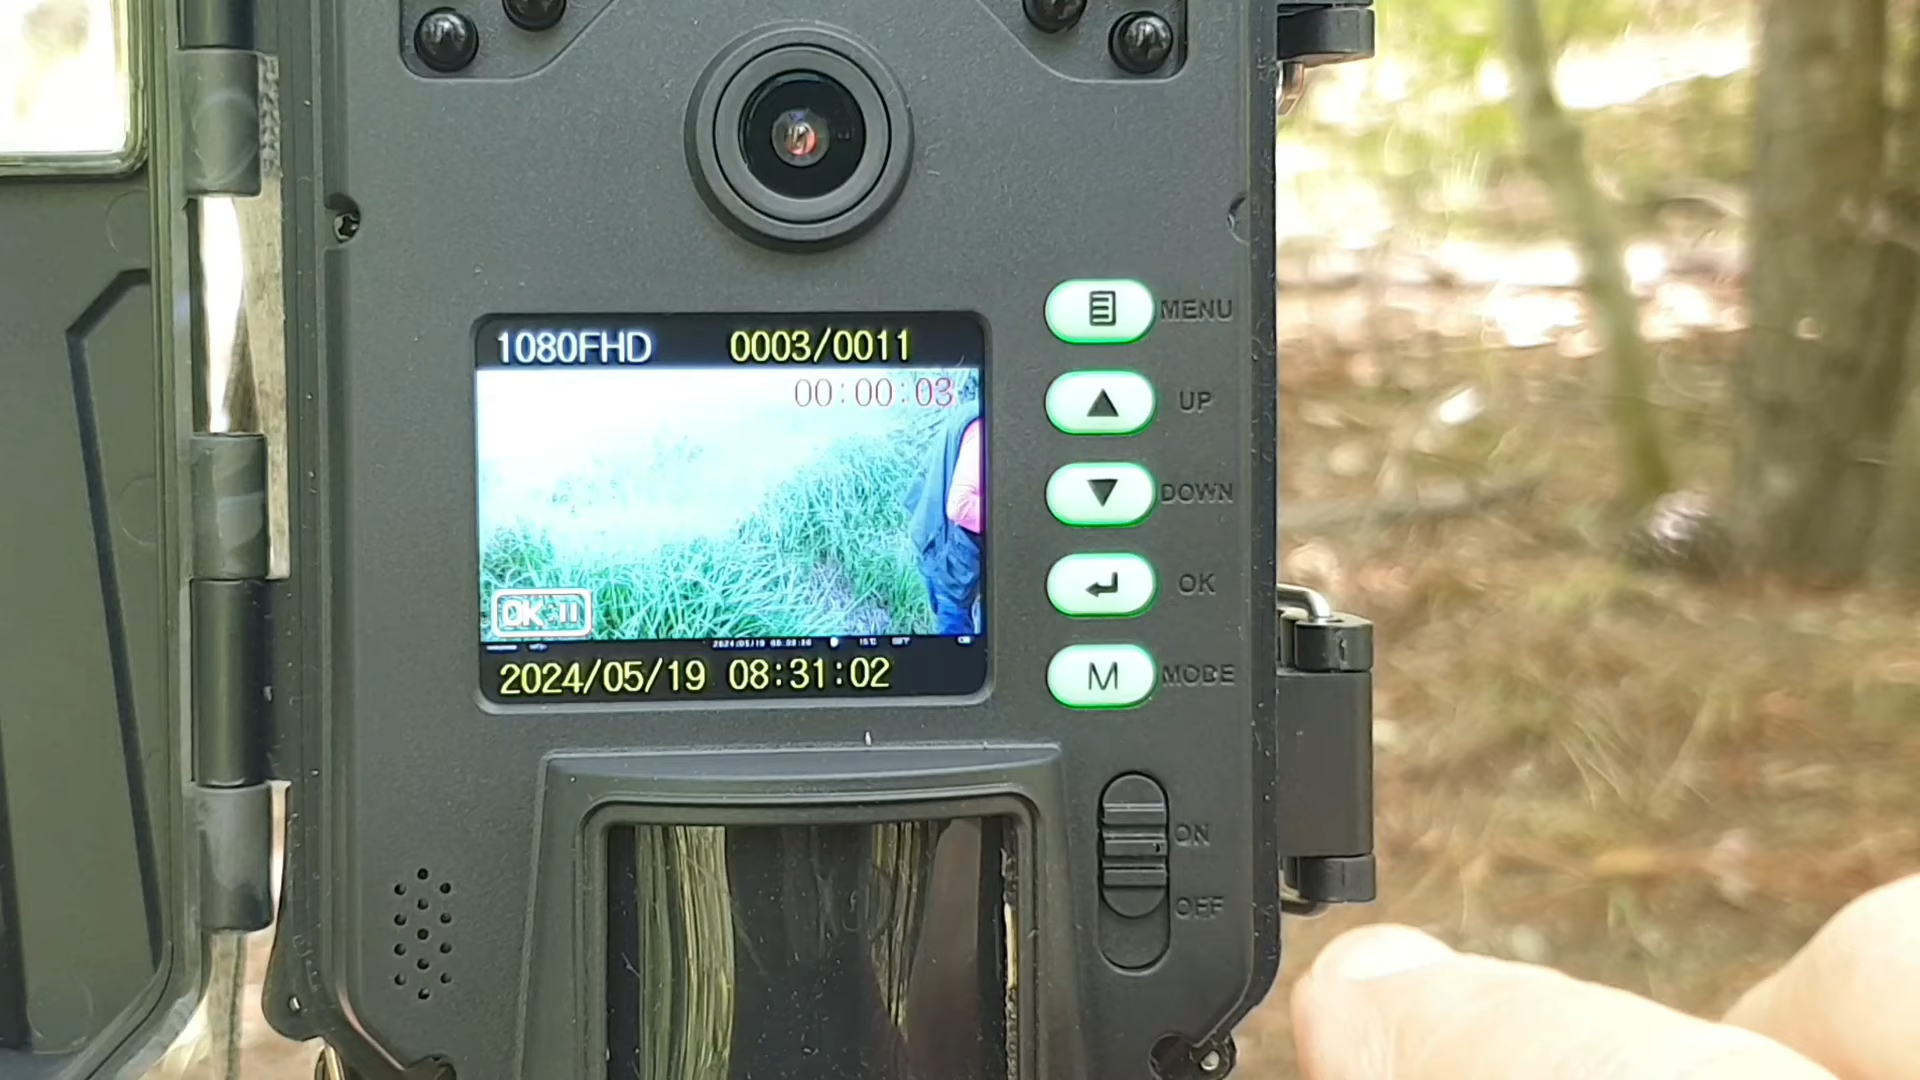 1080FHD 0003/0011
00:00:03
OK:II
2024/05/19 08:31:02
MENU
UP
DOWN
OK
M MODE
ON
OFF